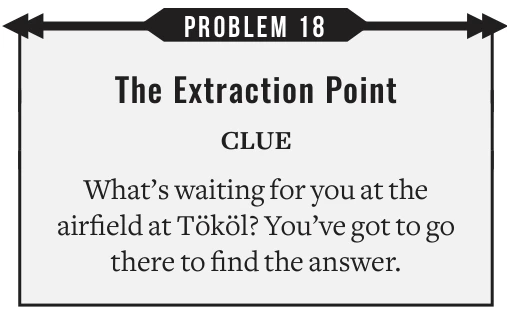 PROBLEM 18
The Extraction Point
CLUE
What’s waiting for you at the
airfield at Tököl? You’ve got to go
there to find the answer.